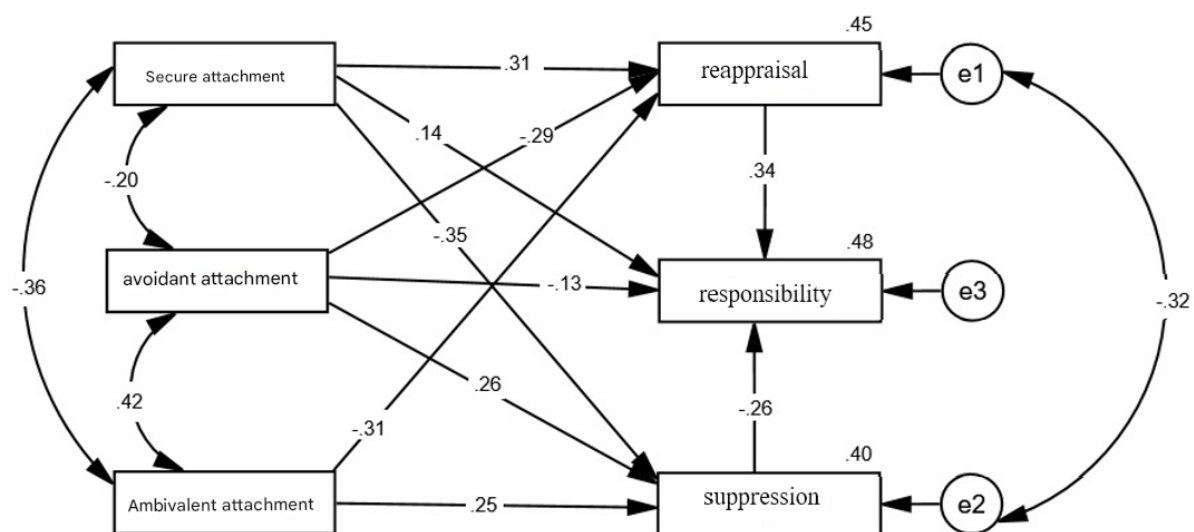 .45
Secure attachment
.31
reappraisal
e1
.14
-.29
-.20
.34
-.35
.48
avoidant attachment
-.13
responsibility
e3
-.36
-.32
.26
.42
-.26
-.31
.40
Ambivalent attachment
.25
suppression
e2